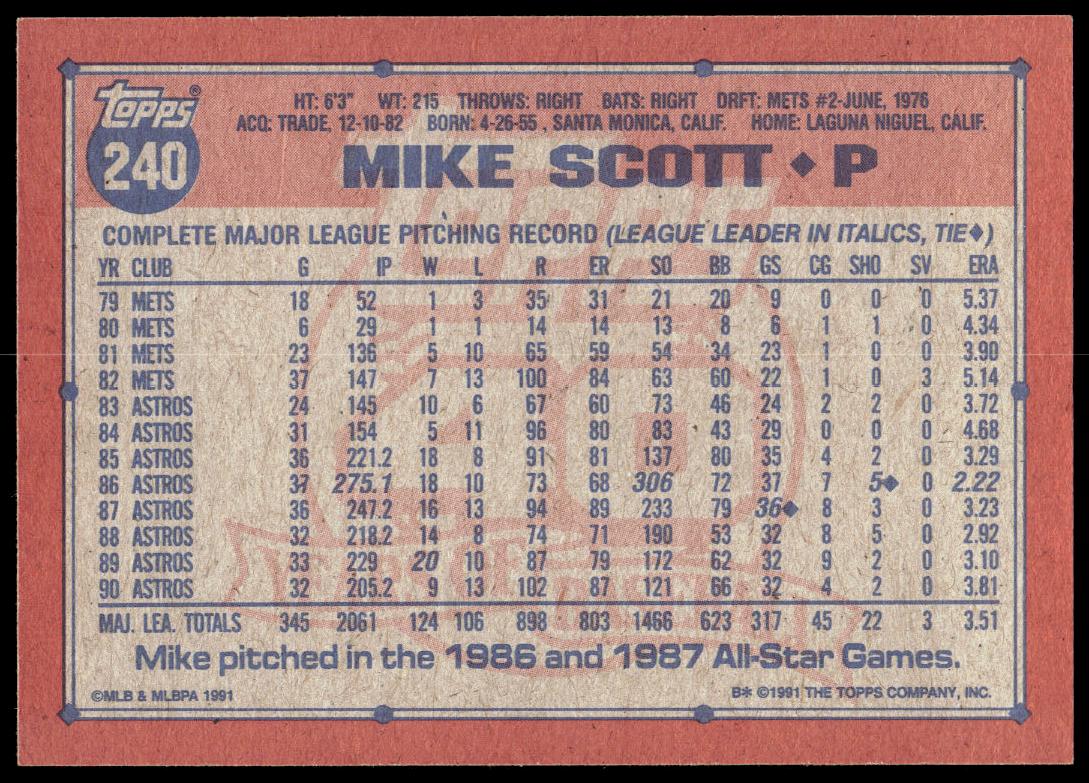 Topps®
240
HT: 6'3" WT: 215 THROWS: RIGHT BATS: RIGHT DRFT: METS #2-JUNE, 1976
ACQ: TRADE, 12-10-82 BORN: 4-26-55 , SANTA MONICA, CALIF. HOME: LAGUNA NIGUEL, CALIF.
MIKE SCOTT ◆ P
COMPLETE MAJOR LEAGUE PITCHING RECORD (LEAGUE LEADER IN ITALICS, TIE◆)
YR CLUB G IP W L R ER SO BB GS CG SHO SV ERA
79 METS 18 52 1 3 35 31 21 20 9 0 0 0 5.37
80 METS 6 29 1 1 14 14 13 8 6 1 1 0 4.34
81 METS 23 136 5 10 65 59 54 34 23 1 0 0 3.90
82 METS 37 147 7 13 100 84 63 60 22 1 0 3 5.14
83 ASTROS 24 145 10 6 67 60 73 46 24 2 2 0 3.72
84 ASTROS 31 154 5 11 96 80 83 43 29 0 0 0 4.68
85 ASTROS 36 221.2 18 8 91 81 137 80 35 4 2 0 3.29
86 ASTROS 37 275.1 18 10 73 68 306 72 37 7 5◆ 0 2.22
87 ASTROS 36 247.2 16 13 94 89 233 79 36◆ 8 3 0 3.23
88 ASTROS 32 218.2 14 8 74 71 190 53 32 8 5 0 2.92
89 ASTROS 33 229 20 10 87 79 172 62 32 9 2 0 3.10
90 ASTROS 32 205.2 9 13 102 87 121 66 32 4 2 0 3.81
MAJ. LEA. TOTALS 345 2061 124 106 898 803 1466 623 317 45 22 3 3.51
Mike pitched in the 1986 and 1987 All-Star Games.
©MLB & MLBPA 1991 B* ©1991 THE TOPPS COMPANY, INC.